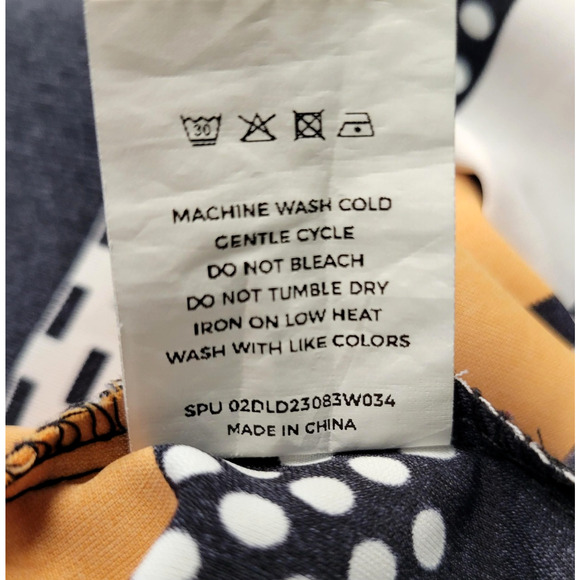 30
MACHINE WASH COLD
GENTLE CYCLE
DO NOT BLEACH
DO NOT TUMBLE DRY
IRON ON LOW HEAT
WASH WITH LIKE COLORS
SPU 02DLD23083W034
MADE IN CHINA